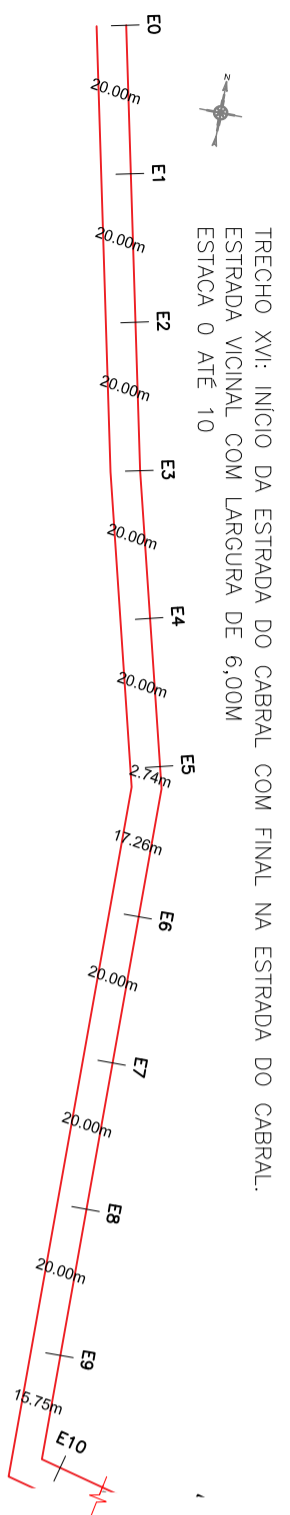 TRECHO XVI: INÍCIO DA ESTRADA DO CABRAL COM FINAL NA ESTRADA DO CABRAL.
ESTRADA VICINAL COM LARGURA DE 6,00M
ESTACA 0 ATÉ 10
N
E0
20.00m
E1
20.00m
E2
20.00m
E3
20.00m
E4
20.00m
E5
2.74m
17.26m
E6
20.00m
E7
20.00m
E8
20.00m
E9
15.75m
E10